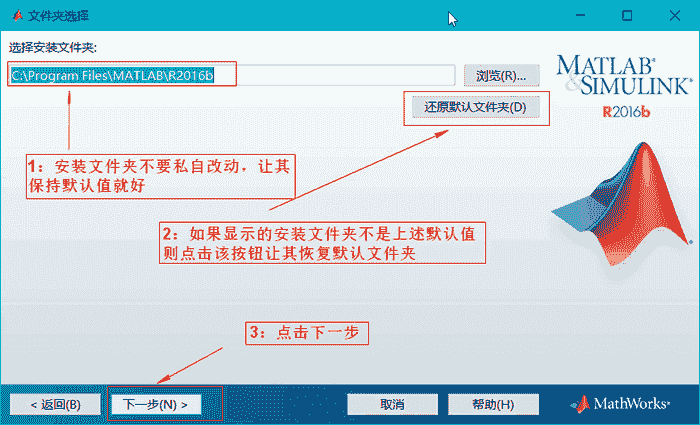 文件夹选择
选择安装文件夹:
C:\Program Files\MATLAB\R2016b
浏览(R)...
还原默认文件夹(D)
MATLAB®
&SIMULINK®
R2016b
1：安装文件夹不要私自改动，让其
保持默认值就好
2：如果显示的安装文件夹不是上述默认值
则点击该按钮让其恢复默认文件夹
3：点击下一步
< 返回(B)
下一步(N) >
取消
帮助(H)
MathWorks®